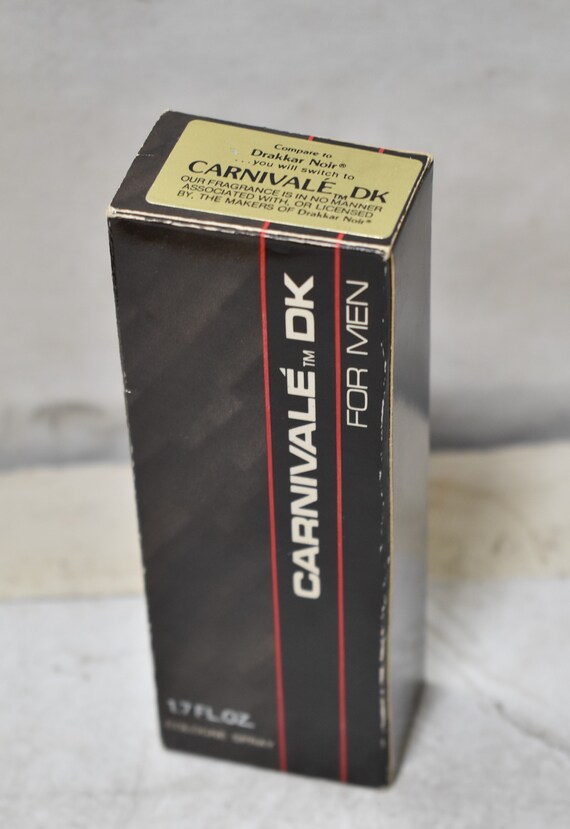 Compare to
Drakkar Noir®
...you will switch to
CARNIVALÉ™ DK
OUR FRAGRANCE IS IN NO MANNER
ASSOCIATED WITH, OR LICENSED
BY, THE MAKERS OF Drakkar Noir®
CARNIVALÉ™ DK
FOR MEN
1.7 FL.OZ.
COLOGNE SPRAY